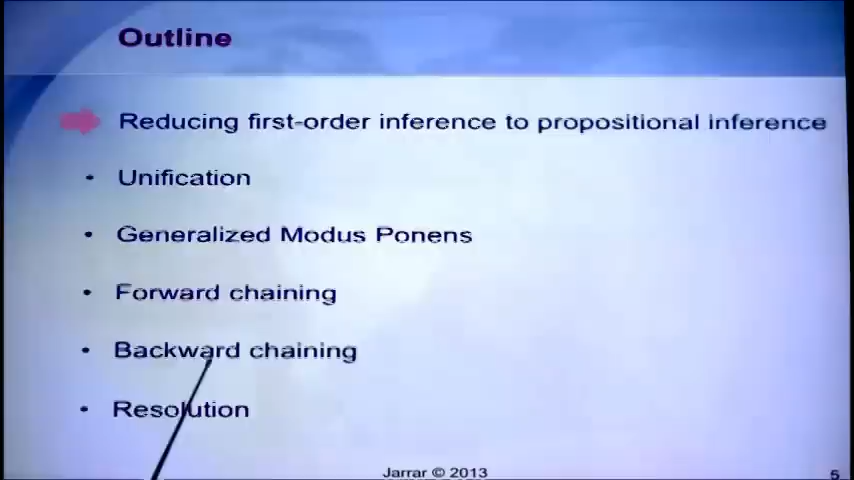 Outline
Reducing first-order inference to propositional inference
• Unification
• Generalized Modus Ponens
• Forward chaining
• Backward chaining
• Resolution
Jarrar © 2013
5